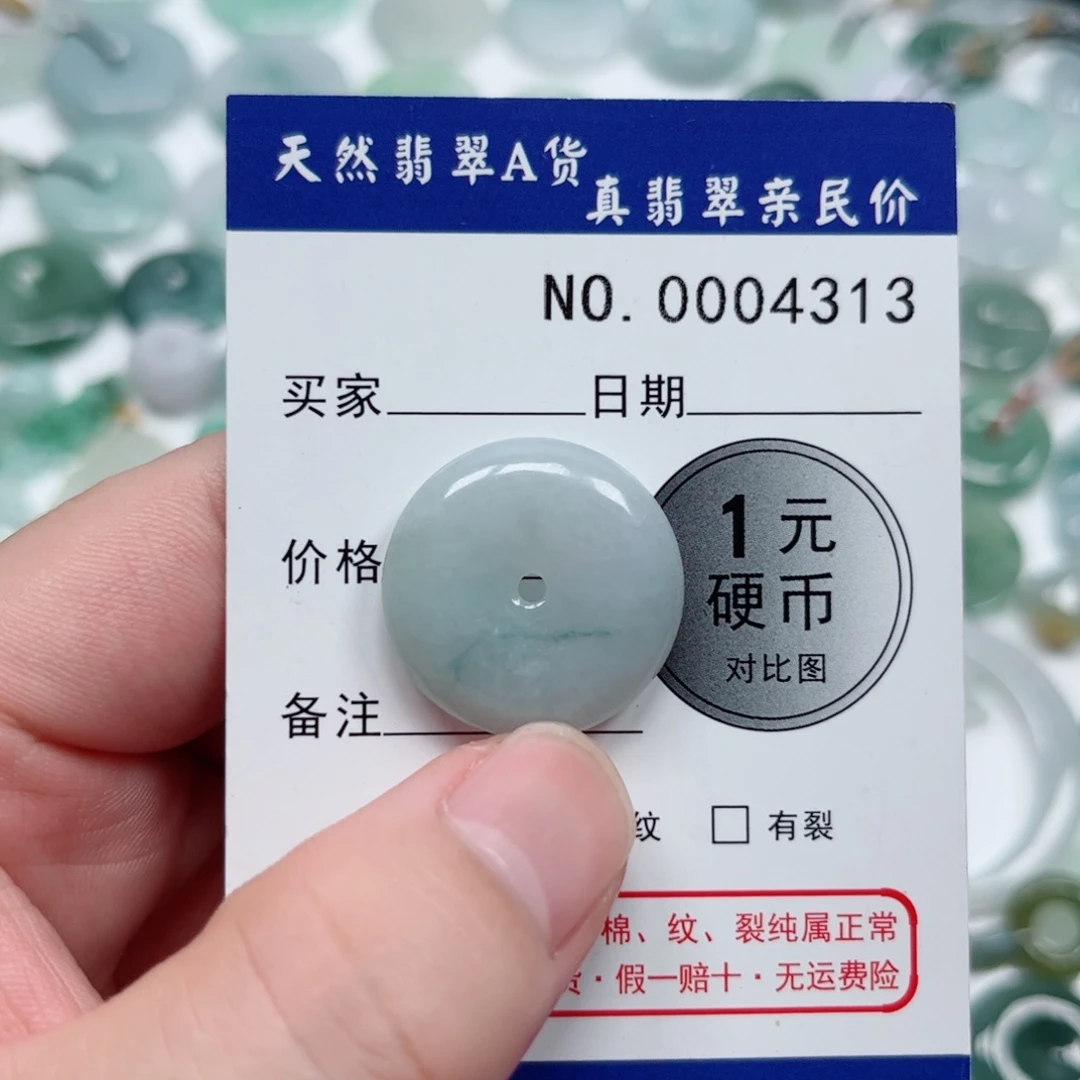 天然翡翠A货
真翡翠亲民价
NO. 0004313
买家 日期
价格
1元
硬币
对比图
备注
纹 有裂
棉、纹、裂纯属正常
·假一赔十·无运费险